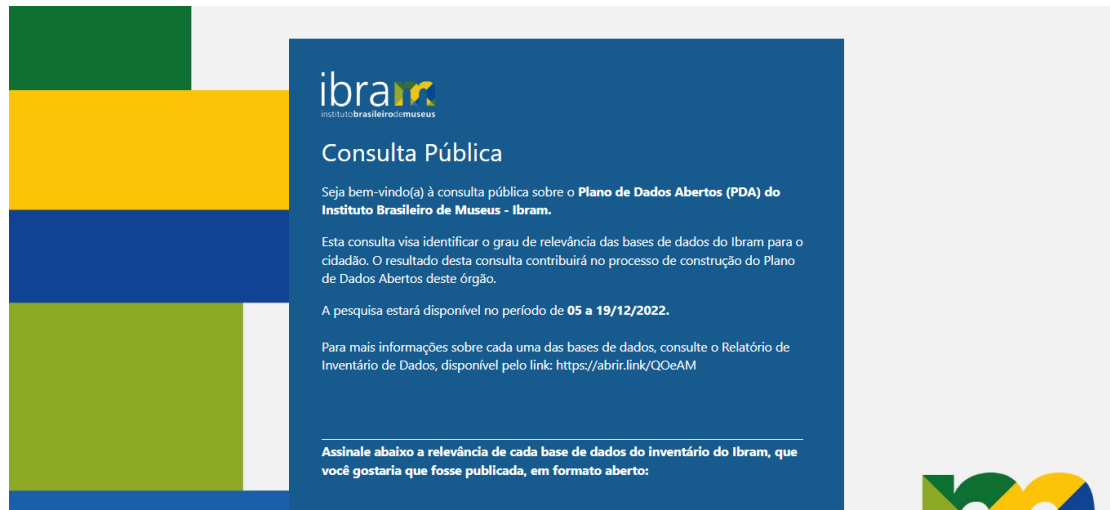 ibram
institutobrasileirodemuseus
Consulta Pública
Seja bem-vindo(a) à consulta pública sobre o Plano de Dados Abertos (PDA) do
Instituto Brasileiro de Museus - Ibram.
Esta consulta visa identificar o grau de relevância das bases de dados do Ibram para o
cidadão. O resultado desta consulta contribuirá no processo de construção do Plano
de Dados Abertos deste órgão.
A pesquisa estará disponível no período de 05 a 19/12/2022.
Para mais informações sobre cada uma das bases de dados, consulte o Relatório de
Inventário de Dados, disponível pelo link: https://abrir.link/QOeAM
Assinale abaixo a relevância de cada base de dados do inventário do Ibram, que
você gostaria que fosse publicada, em formato aberto: